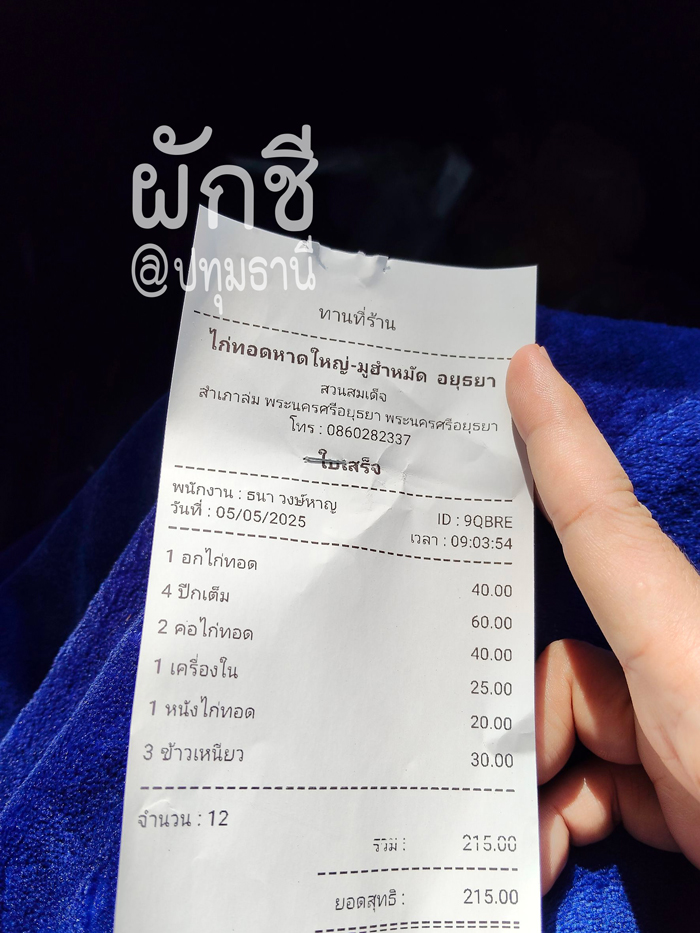 ผักชี
@ปทุมธานี
ทานที่ร้าน
ไก่ทอดหาดใหญ่-มูฮำหมัด อยุธยา
สวนสมเด็จ
สำเภาล่ม พระนครศรีอยุธยา พระนครศรีอยุธยา
โทร : 0860282337
ใบเสร็จ
พนักงาน : ธนา วงษ์หาญ ID : 9QBRE
วันที่ : 05/05/2025 เวลา : 09:03:54
1 อกไก่ทอด 40.00
4 ปีกเต็ม 60.00
2 คอไก่ทอด 40.00
1 เครื่องใน 25.00
1 หนังไก่ทอด 20.00
3 ข้าวเหนียว 30.00
จำนวน : 12
รวม : 215.00
ยอดสุทธิ : 215.00